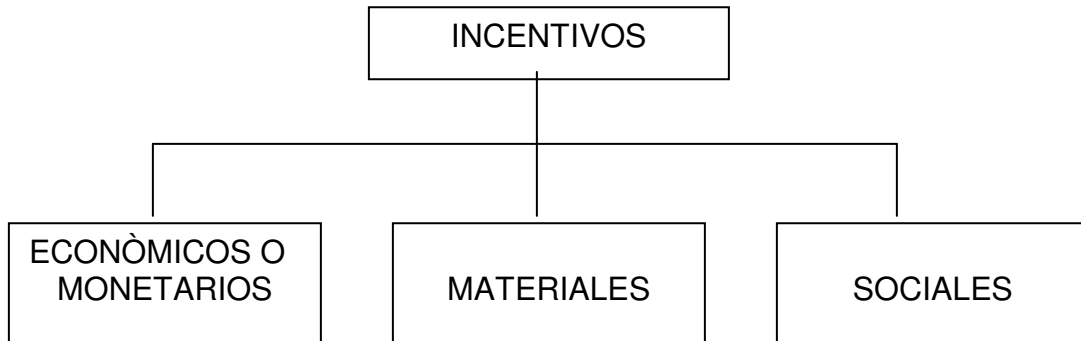 INCENTIVOS
ECONÒMICOS O
MONETARIOS
MATERIALES
SOCIALES